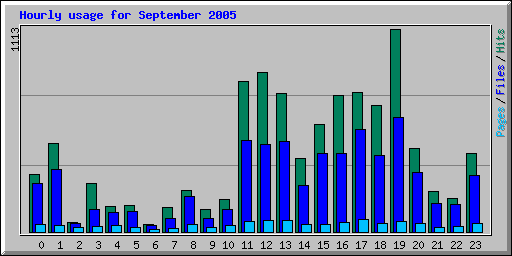 Hourly usage for September 2005
1113
Pages / Files / Hits
0 1 2 3 4 5 6 7 8 9 10 11 12 13 14 15 16 17 18 19 20 21 22 23